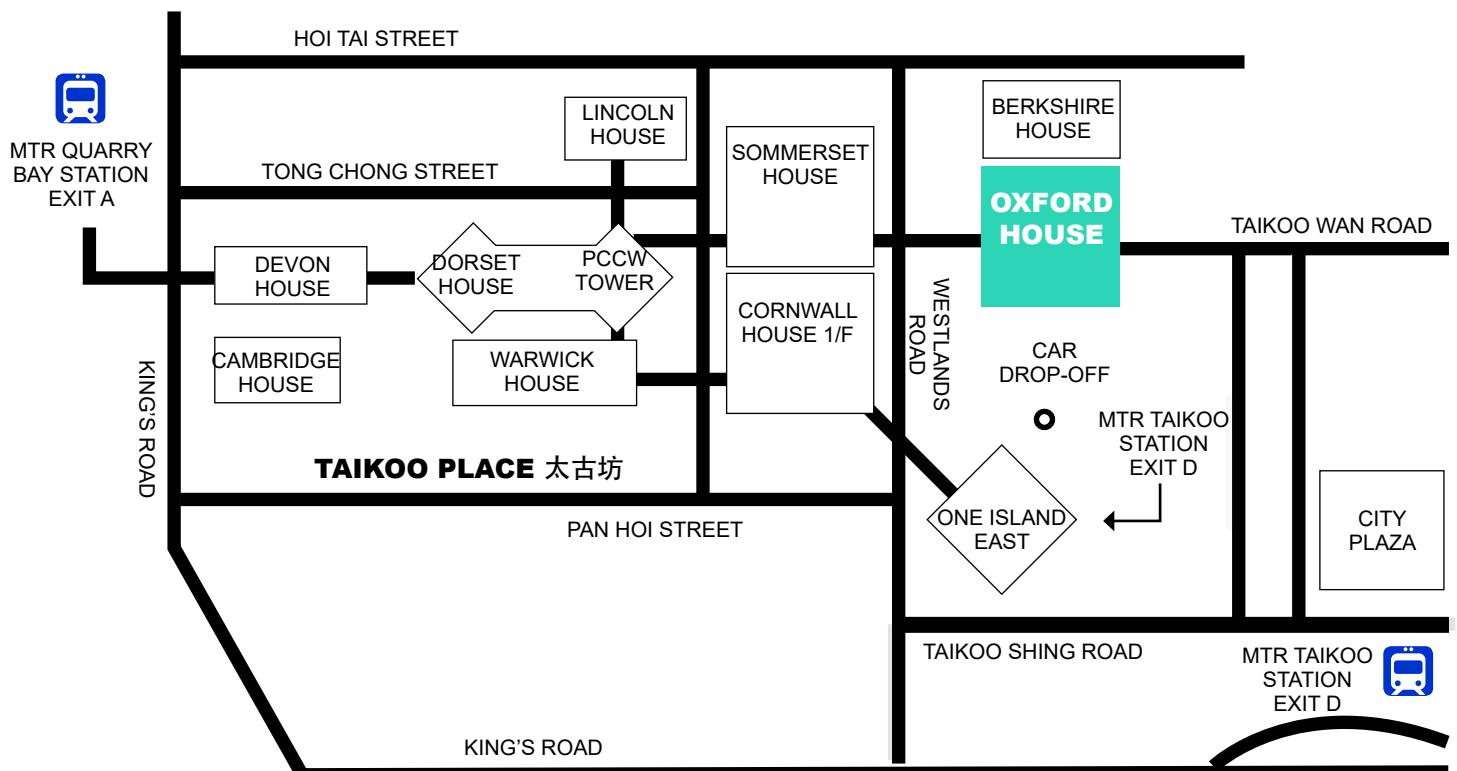 HOI TAI STREET
MTR QUARRY
BAY STATION
EXIT A
LINCOLN
HOUSE
BERKSHIRE
HOUSE
SOMMERSET
HOUSE
TONG CHONG STREET
OXFORD
HOUSE
TAIKOO WAN ROAD
DEVON
HOUSE
DORSET
HOUSE
PCCW
TOWER
WESTLANDS
ROAD
CORNWALL
HOUSE 1/F
CAMBRIDGE
HOUSE
WARWICK
HOUSE
CAR
DROP-OFF
KING'S ROAD
MTR TAIKOO
STATION
EXIT D
TAIKOO PLACE 太古坊
PAN HOI STREET
ONE ISLAND
EAST
CITY
PLAZA
TAIKOO SHING ROAD
MTR TAIKOO
STATION
EXIT D
KING'S ROAD